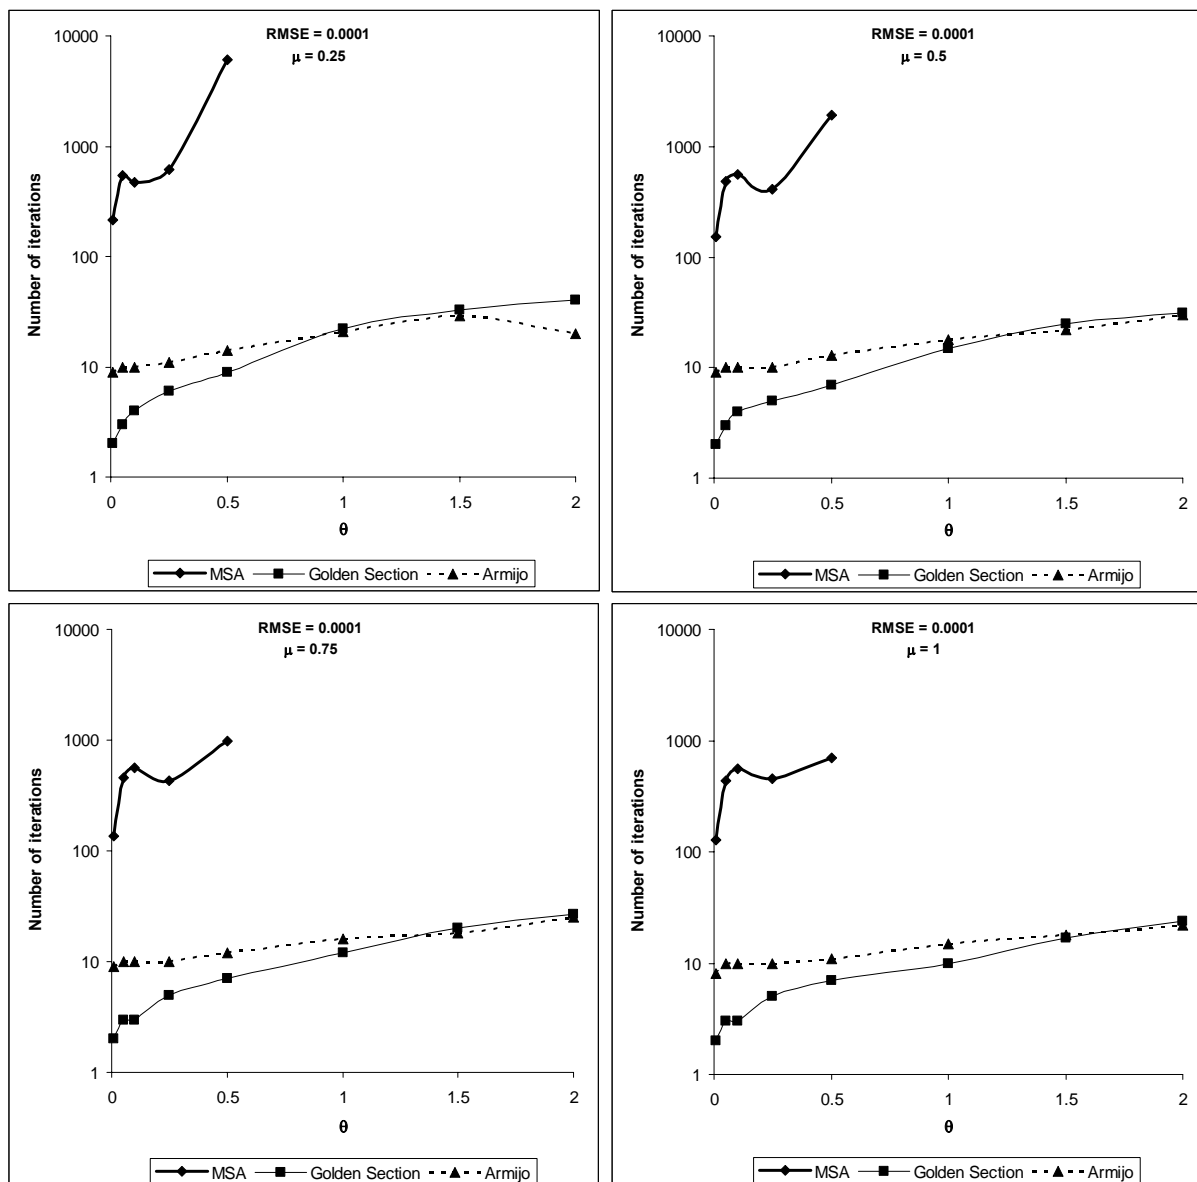 RMSE = 0.0001
μ = 0.25
10000
1000
100
10
1
Number of iterations
0 0.5 1 1.5 2
θ
MSA Golden Section Armijo
RMSE = 0.0001
μ = 0.5
10000
1000
100
10
1
Number of iterations
0 0.5 1 1.5 2
θ
MSA Golden Section Armijo
RMSE = 0.0001
μ = 0.75
10000
1000
100
10
1
Number of iterations
0 0.5 1 1.5 2
θ
MSA Golden Section Armijo
RMSE = 0.0001
μ = 1
10000
1000
100
10
1
Number of iterations
0 0.5 1 1.5 2
θ
MSA Golden Section Armijo